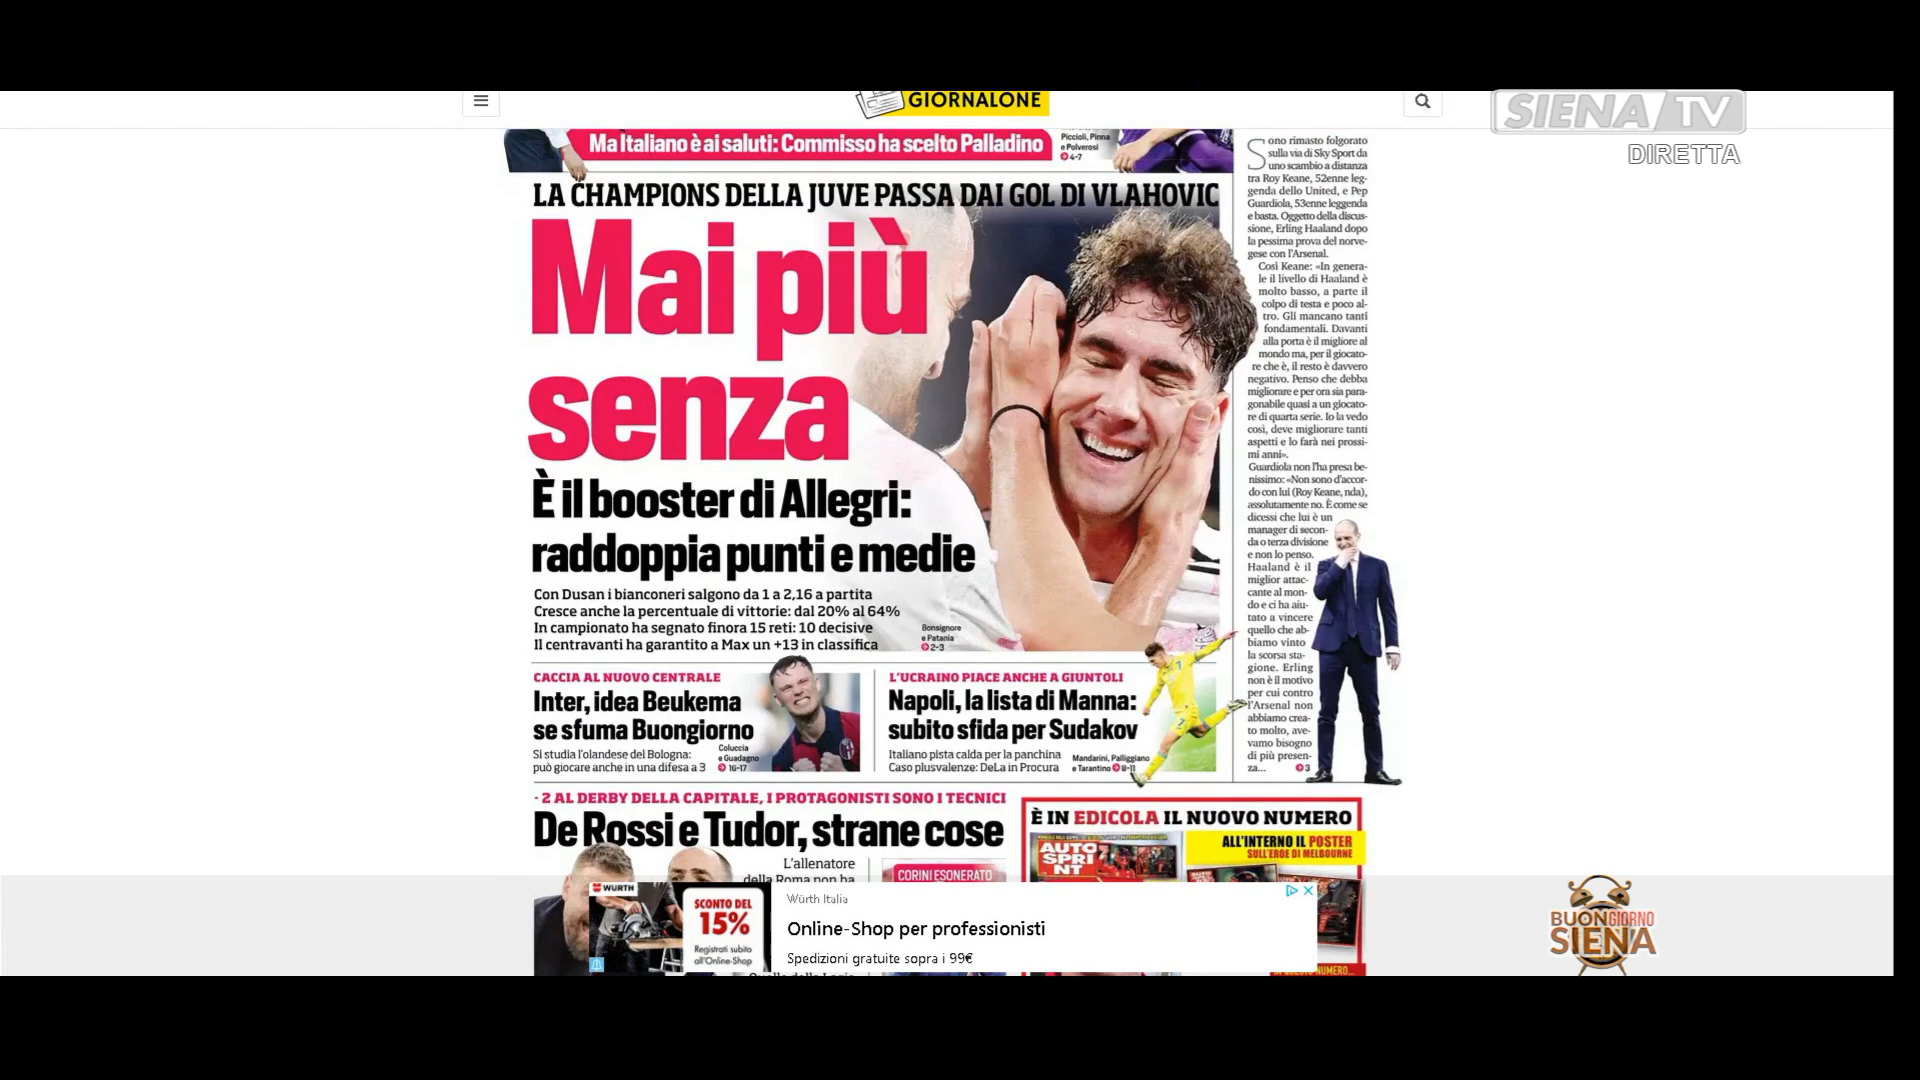 GIORNALONE
SIENA TV
DIRETTA
Ma Italiano è ai saluti: Commisso ha scelto Palladino
Piccioli, Pinna
e Polverosi
4-7
LA CHAMPIONS DELLA JUVE PASSA DAI GOL DI VLAHOVIC
Mai più
senza
È il booster di Allegri:
raddoppia punti e medie
Con Dusan i bianconeri salgono da 1 a 2,16 a partita
Cresce anche la percentuale di vittorie: dal 20% al 64%
In campionato ha segnato finora 15 reti: 10 decisive
Il centravanti ha garantito a Max un +13 in classifica
Bonsignore
e Patania
2-3
Sono rimasto folgorato
sulla via di Sky Sport da
uno scambio a distanza
tra Roy Keane, 52enne leg-
genda dello United, e Pep
Guardiola, 53enne leggenda
e basta. Oggetto della discus-
sione, Erling Haaland dopo
la pessima prova del norve-
gese con l'Arsenal.
Così Keane: «In genera-
le il livello di Haaland è
molto basso, a parte il
colpo di testa e poco al-
tro. Gli mancano tanti
fondamentali. Davanti
alla porta è il migliore al
mondo ma, per il giocato-
re che è, il resto è davvero
negativo. Penso che debba
migliorare e per ora sia para-
gonabile quasi a un giocato-
re di quarta serie. Io la vedo
così, deve migliorare tanti
aspetti e lo farà nei prossi-
mi anni».
Guardiola non l'ha presa be-
nissimo: «Non sono d'accor-
do con lui (Roy Keane, nda),
assolutamente no. È come se
dicessi che lui è un
manager di secon-
da o terza divisione
e non lo penso.
Haaland è il
miglior attac-
cante al mon-
do e ci ha aiu-
tato a vincere
quello che ab-
biamo vinto
la scorsa sta-
gione. Erling
non è il motivo
per cui contro
l'Arsenal non
abbiamo crea-
to molto, ave-
vamo bisogno
di più presen-
za...
3
CACCIA AL NUOVO CENTRALE
Inter, idea Beukema
se sfuma Buongiorno
Si studia l'olandese del Bologna:
può giocare anche in una difesa a 3
Coluccia
e Guadagno
16-17
L'UCRAINO PIACE ANCHE A GIUNTOLI
Napoli, la lista di Manna:
subito sfida per Sudakov
Italiano pista calda per la panchina
Caso plusvalenze: DeLa in Procura
Mandarini, Palliggiano
e Tarantino 8-11
- 2 AL DERBY DELLA CAPITALE, I PROTAGONISTI SONO I TECNICI
De Rossi e Tudor, strane cose
L'allenatore
della Roma non ha
CORINI ESONERATO
È IN EDICOLA IL NUOVO NUMERO
AUTO
SPRI
NT
ALL'INTERNO IL POSTER
SULL'EROE DI MELBOURNE
WURTH
SCONTO DEL
15%
Registrati subito
all'Online-Shop
Würth Italia
Online-Shop per professionisti
Spedizioni gratuite sopra i 99€
BUONGIORNO
SIENA